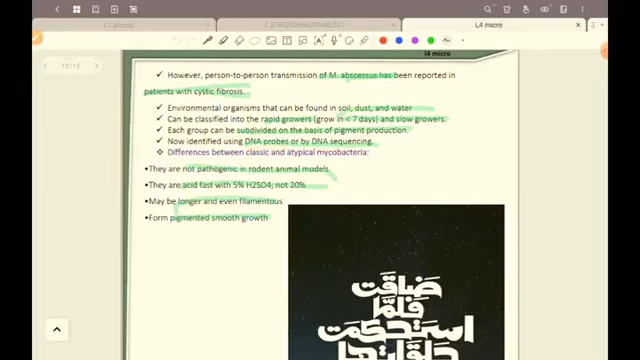 L4 micro
12/12
l4 micro
✓ However, person-to-person transmission of M. abscessus has been reported in
patients with cystic fibrosis.
✓ Environmental organisms that can be found in soil, dust, and water
✓ Can be classified into the rapid growers (grow in < 7 days) and slow growers.
✓ Each group can be subdivided on the basis of pigment production.
✓ Now identified using DNA probes or by DNA sequencing.
❖ Differences between classic and atypical mycobacteria:
•They are not pathogenic in rodent animal models.
•They are acid fast with 5% H2SO4; not 20%
•May be longer and even filamentous
•Form pigmented smooth growth
ضاقت
فلمّا
استحكمت
حلقاتها